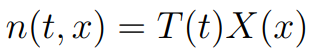 n(t, x) = T(t)X(x)